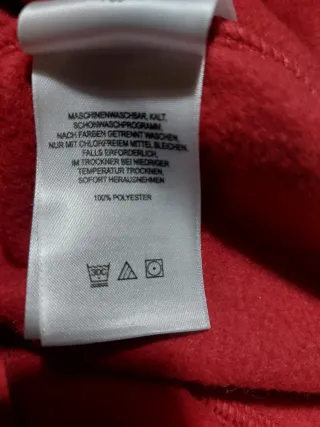 MASCHINENWASCHBAR, KALT,
SCHONWASCHPROGRAMM,
NACH FARBEN GETRENNT WASCHEN,
NUR MIT CHLORFREIEM MITTEL BLEICHEN,
FALLS ERFORDERLICH,
IM TROCKNER BEI NIEDRIGER
TEMPERATUR TROCKNEN,
SOFORT HERAUSNEHMEN
100% POLYESTER
30C